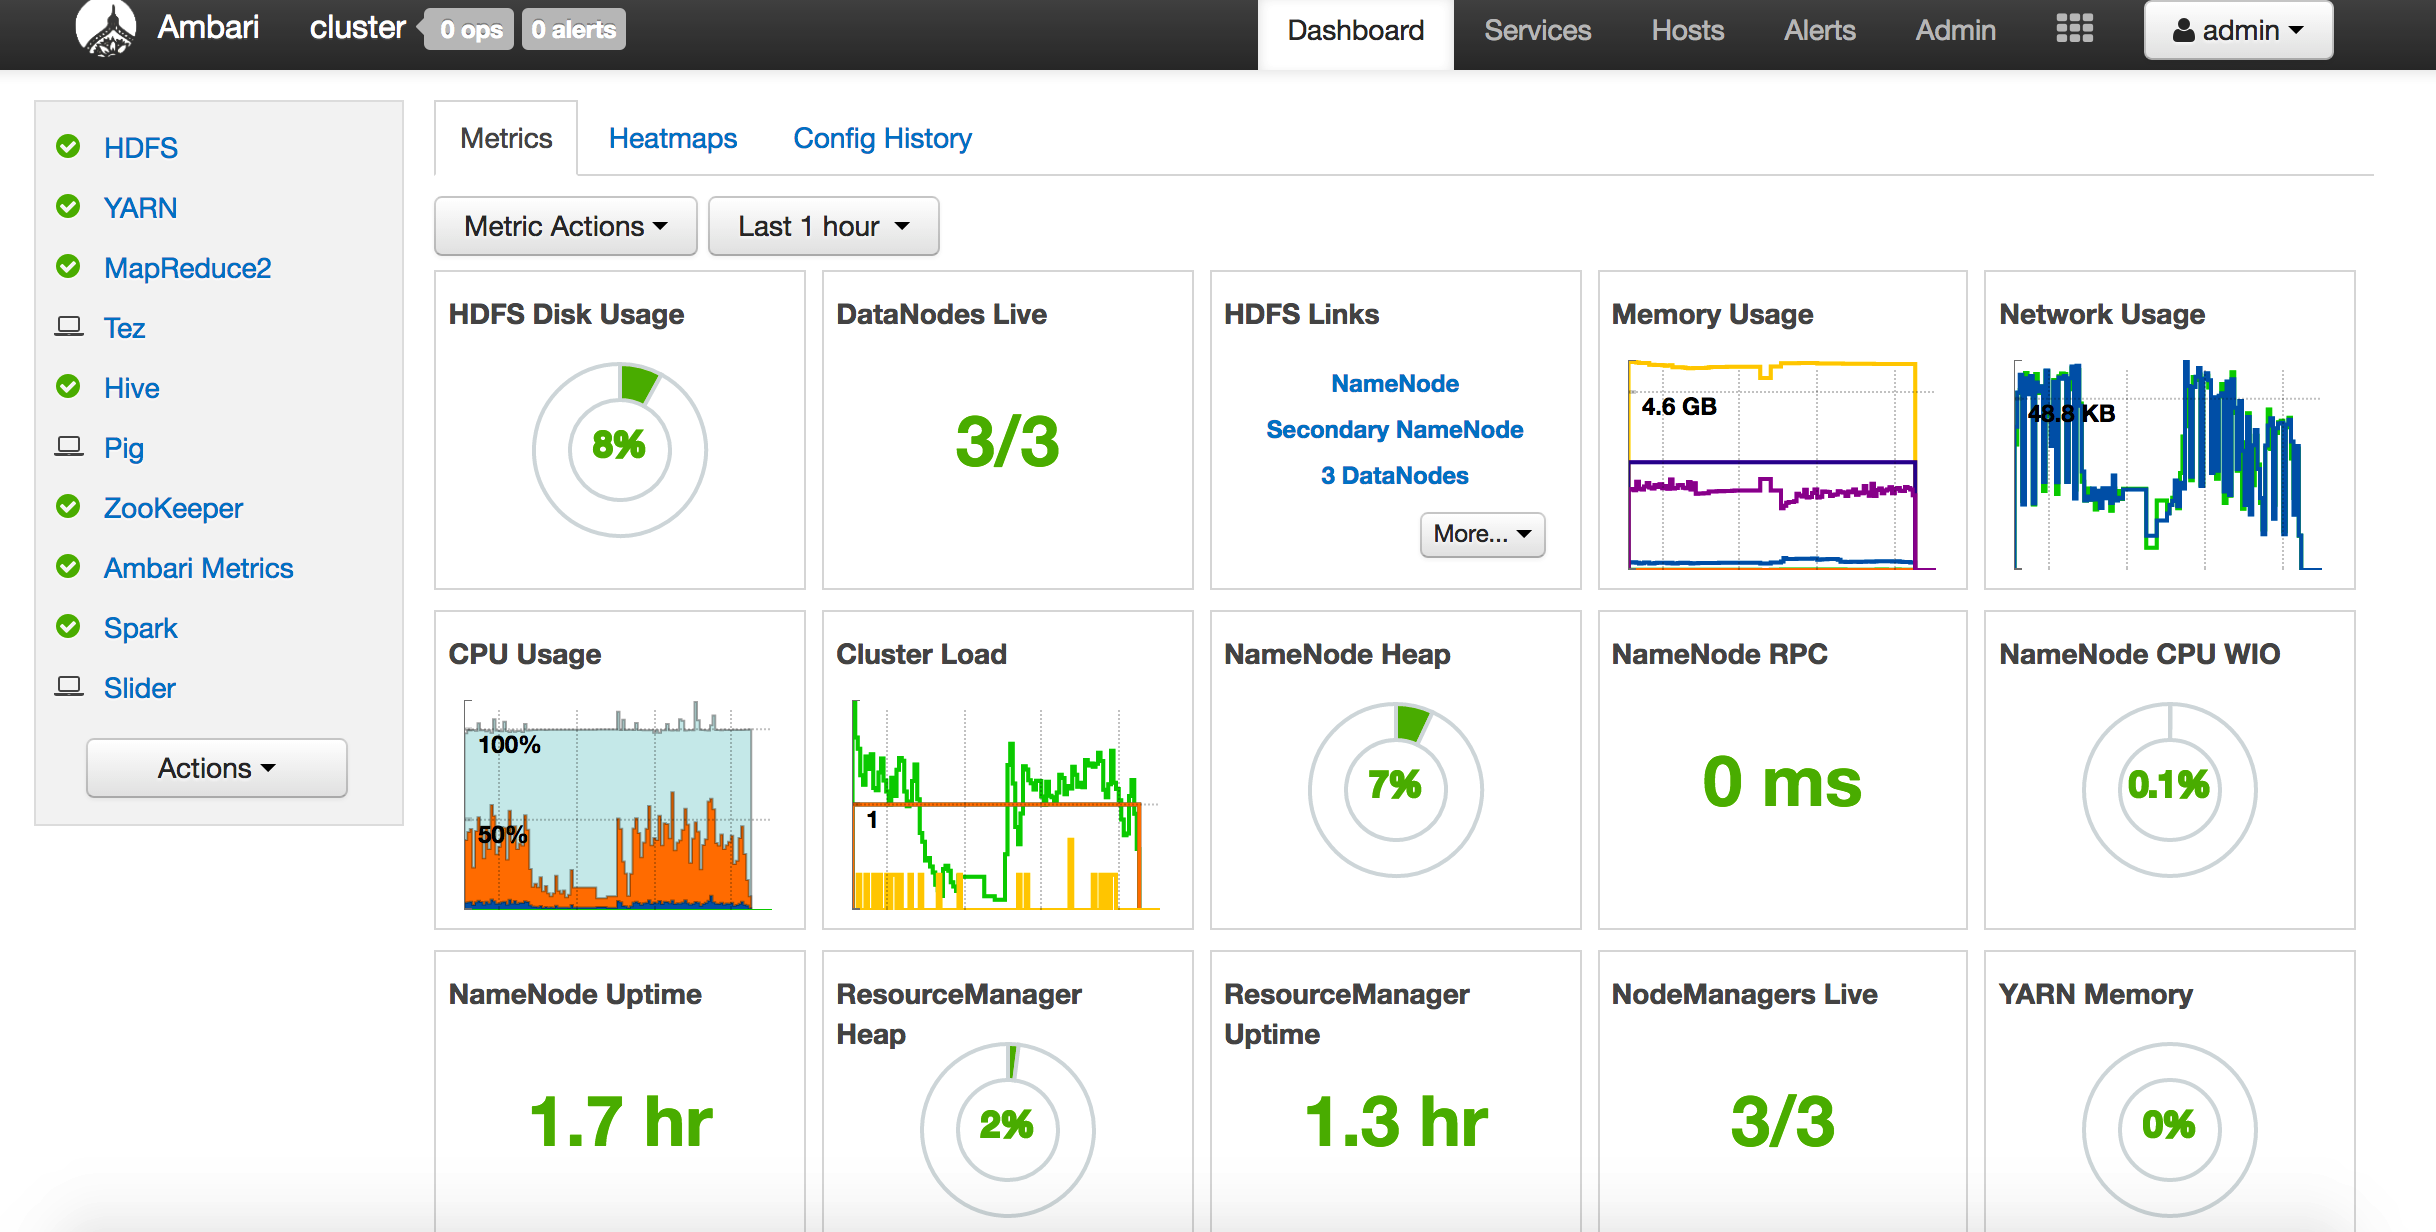 Ambari
cluster
0 ops
0 alerts
Dashboard
Services
Hosts
Alerts
Admin
admin
HDFS
YARN
MapReduce2
Tez
Hive
Pig
ZooKeeper
Ambari Metrics
Spark
Slider
Actions
Metrics
Heatmaps
Config History
Metric Actions
Last 1 hour
HDFS Disk Usage
8%
DataNodes Live
3/3
HDFS Links
NameNode
Secondary NameNode
3 DataNodes
More...
Memory Usage
4.6 GB
Network Usage
48.8 KB
CPU Usage
100%
50%
Cluster Load
1
NameNode Heap
7%
NameNode RPC
0 ms
NameNode CPU WIO
0.1%
NameNode Uptime
1.7 hr
ResourceManager
Heap
2%
ResourceManager
Uptime
1.3 hr
NodeManagers Live
3/3
YARN Memory
0%